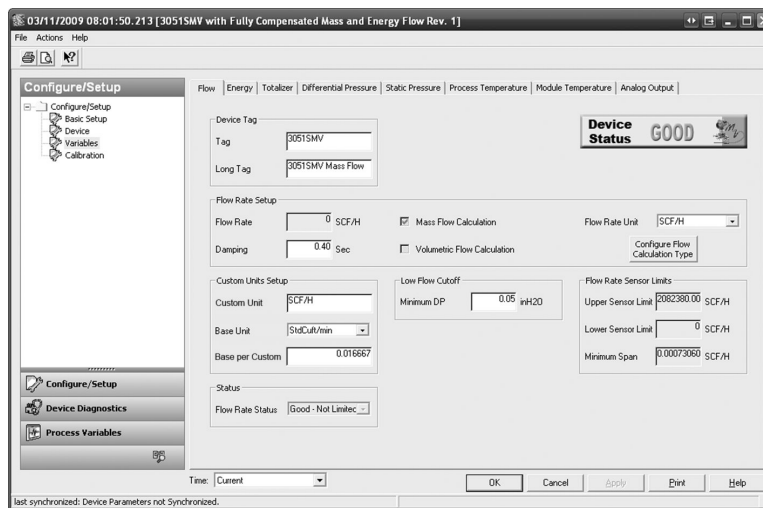 03/11/2009 08:01:50.213 [3051SMV with Fully Compensated Mass and Energy Flow Rev. 1]
File Actions Help
Configure/Setup
Configure/Setup
Basic Setup
Device
Variables
Calibration
Configure/Setup
Device Diagnostics
Process Variables
Flow Energy Totalizer Differential Pressure Static Pressure Process Temperature Module Temperature Analog Output
Device Tag
Tag 3051SMV
Long Tag 3051SMV Mass Flow
Device Status GOOD
Flow Rate Setup
Flow Rate 0 SCF/H Mass Flow Calculation Flow Rate Unit SCF/H
Damping 0.40 Sec Volumetric Flow Calculation Configure Flow Calculation Type
Custom Units Setup
Custom Unit SCF/H
Base Unit StdCuft/min
Base per Custom 0.016667
Low Flow Cutoff
Minimum DP 0.05 inH2O
Flow Rate Sensor Limits
Upper Sensor Limit 2082380.00 SCF/H
Lower Sensor Limit 0 SCF/H
Minimum Span 0.00073060 SCF/H
Status
Flow Rate Status Good - Not Limitec
Time: Current OK Cancel Apply Print Help
last synchronized: Device Parameters not Synchronized.